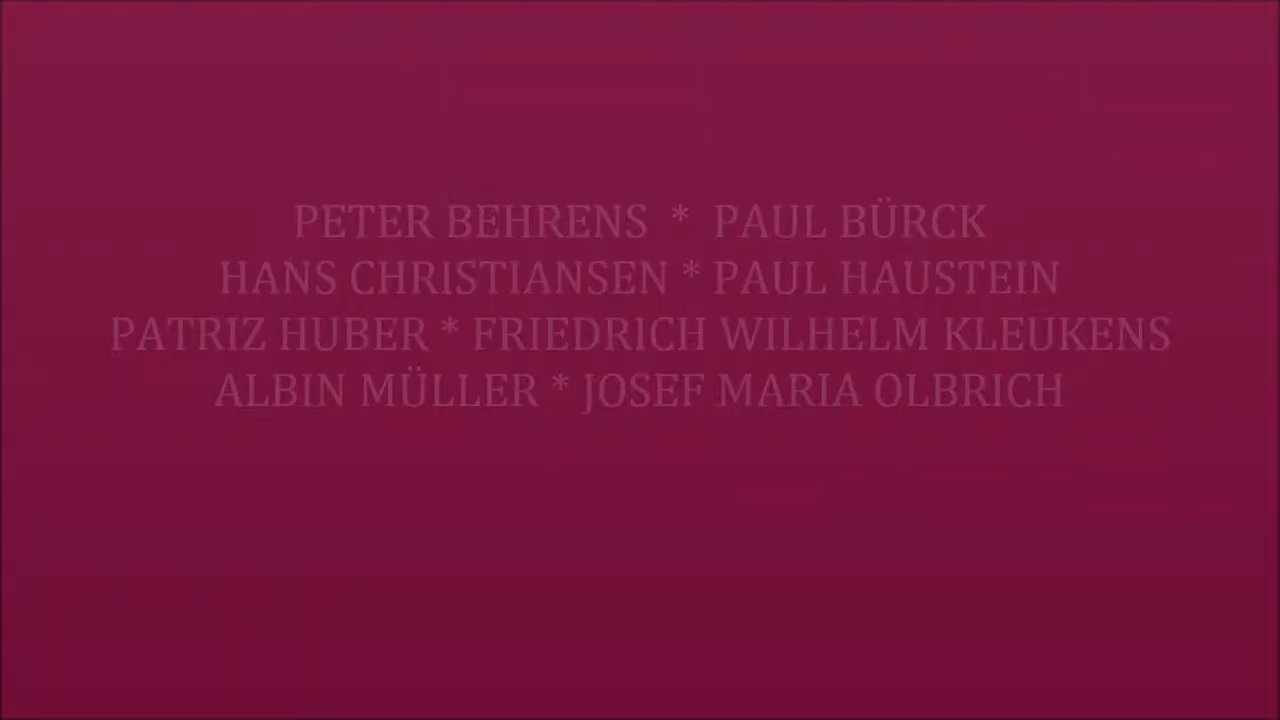 PETER BEHRENS * PAUL BÜRCK
HANS CHRISTIANSEN * PAUL HAUSTEIN
PATRIZ HUBER * FRIEDRICH WILHELM KLEUKENS
ALBIN MÜLLER * JOSEF MARIA OLBRICH